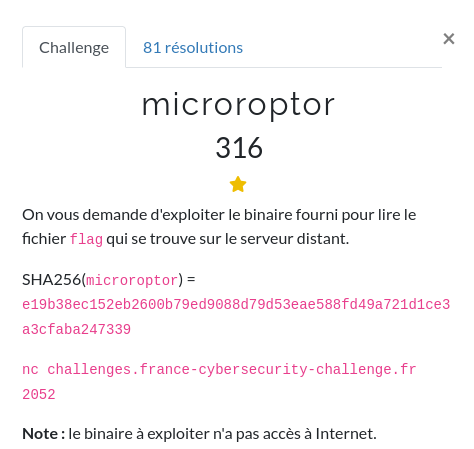 Challenge
81 résolutions
×
microroptor
316
On vous demande d'exploiter le binaire fourni pour lire le
fichier flag qui se trouve sur le serveur distant.
SHA256(microroptor) =
e19b38ec152eb2600b79ed9088d79d53eae588fd49a721d1ce3
a3cfaba247339
nc challenges.france-cybersecurity-challenge.fr
2052
Note : le binaire à exploiter n'a pas accès à Internet.